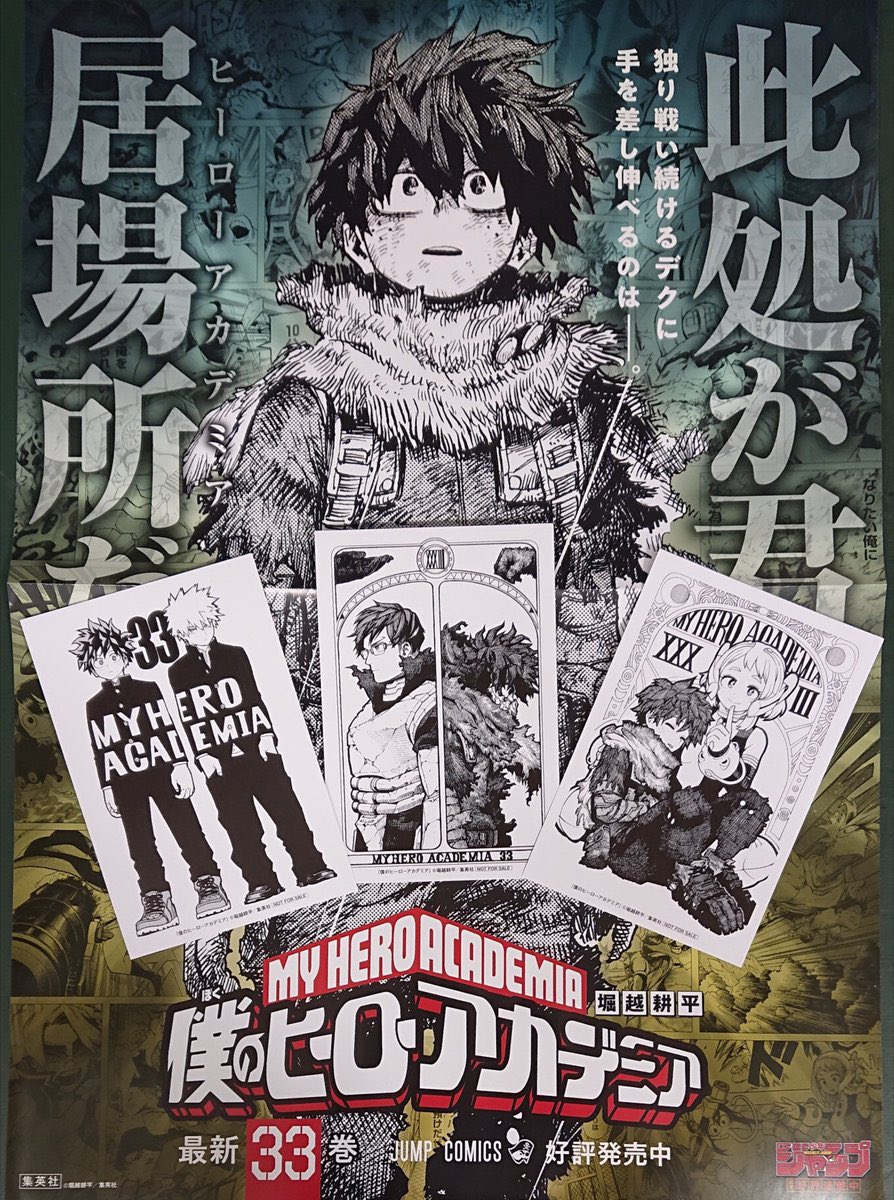 此処が君
居場所だ
ヒーローアカデミア
独り戦い続けるデクに
手を差し伸べるのは——。
10
なりたい俺に
33
MY HERO
ACADEMIA
「僕のヒーローアカデミア」©堀越耕平/集英社 NOT FOR SALE
XXXIII
MY HERO ACADEMIA 33
「僕のヒーローアカデミア」©堀越耕平/集英社 NOT FOR SALE
MY HERO ACADEMIA
XXX
III
「僕のヒーローアカデミア」©堀越耕平/集英社 NOT FOR SALE
MY HERO ACADEMIA
堀越耕平
ぼく
僕のヒーローアカデミア
最新33巻 JUMP COMICS 好評発売中
集英社 ©堀越耕平/集英社
ジャンプ